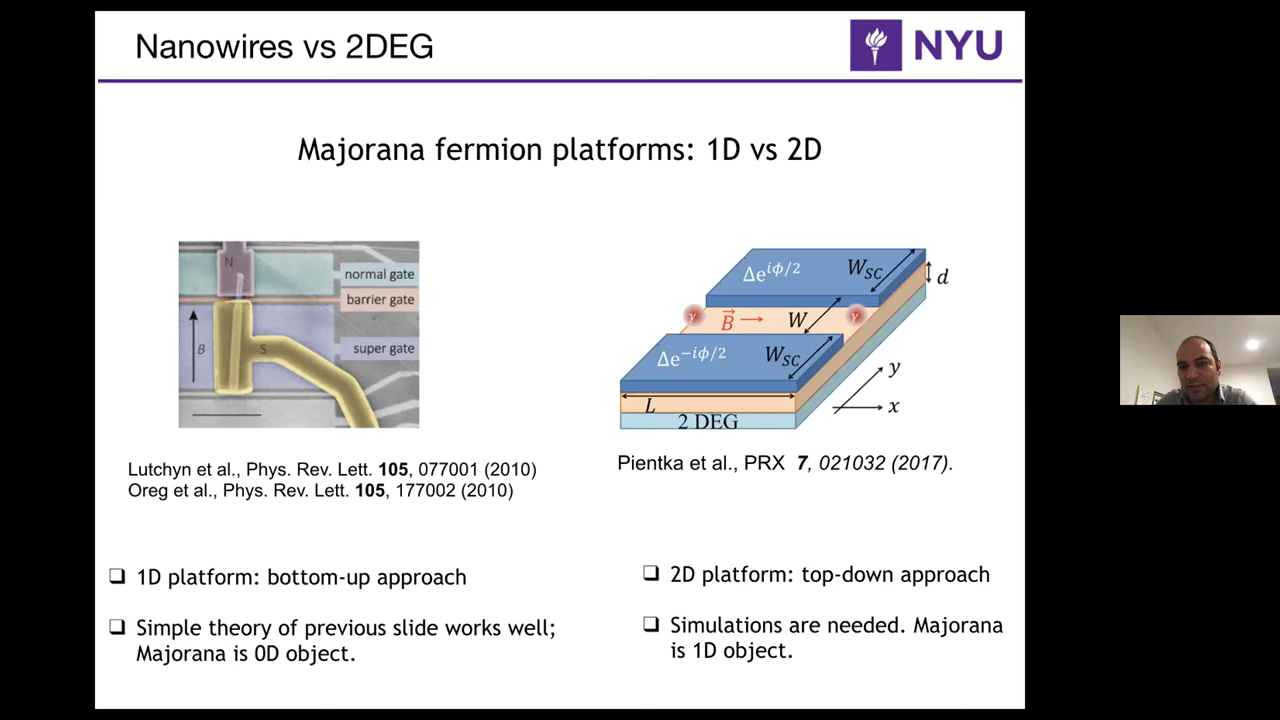 Nanowires vs 2DEG
NYU
Majorana fermion platforms: 1D vs 2D
N
normal gate
barrier gate
B
S
super gate
Δe^{iϕ/2}
W_{SC}
d
γ
B⃗
W
γ
Δe^{-iϕ/2}
W_{SC}
y
L
x
2 DEG
Lutchyn et al., Phys. Rev. Lett. 105, 077001 (2010)
Oreg et al., Phys. Rev. Lett. 105, 177002 (2010)
Pientka et al., PRX 7, 021032 (2017).
❑ 1D platform: bottom-up approach
❑ Simple theory of previous slide works well;
Majorana is 0D object.
❑ 2D platform: top-down approach
❑ Simulations are needed. Majorana
is 1D object.